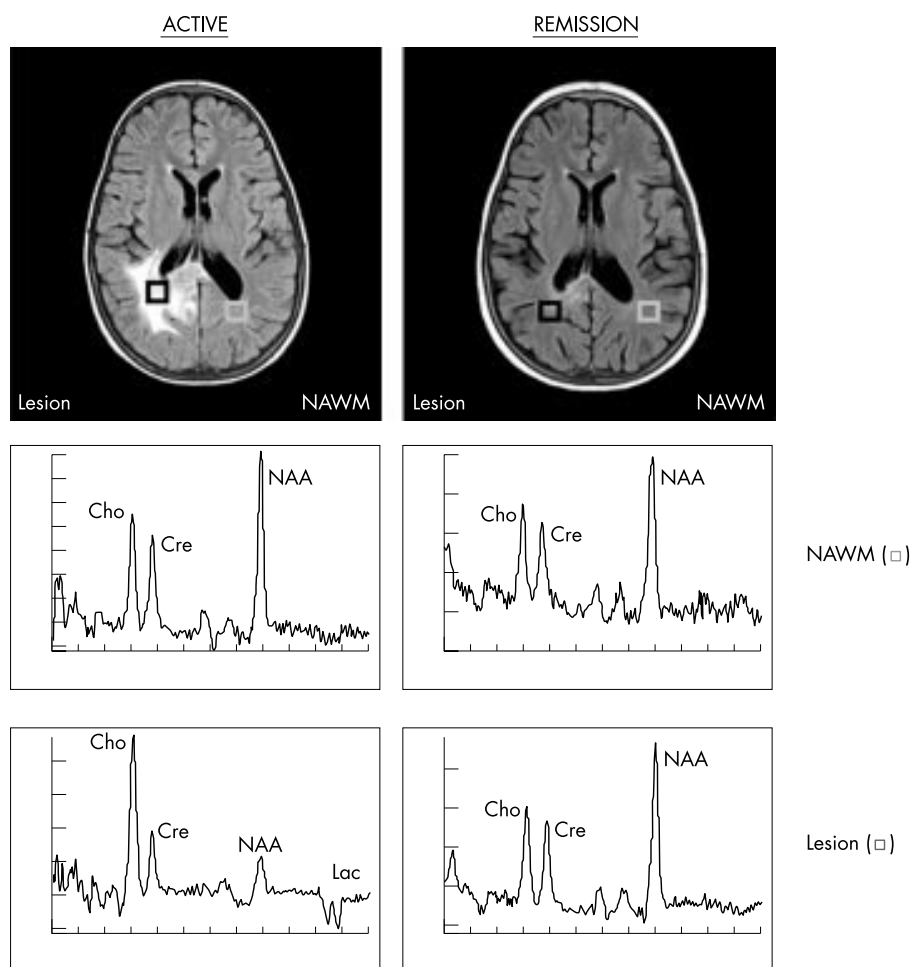 ACTIVE
REMISSION
Lesion NAWM
Lesion NAWM
Cho
Cre
NAA
Cho
Cre
NAA
NAWM (□)
Cho
Cre
NAA
Lac
Cho
Cre
NAA
Lesion (□)